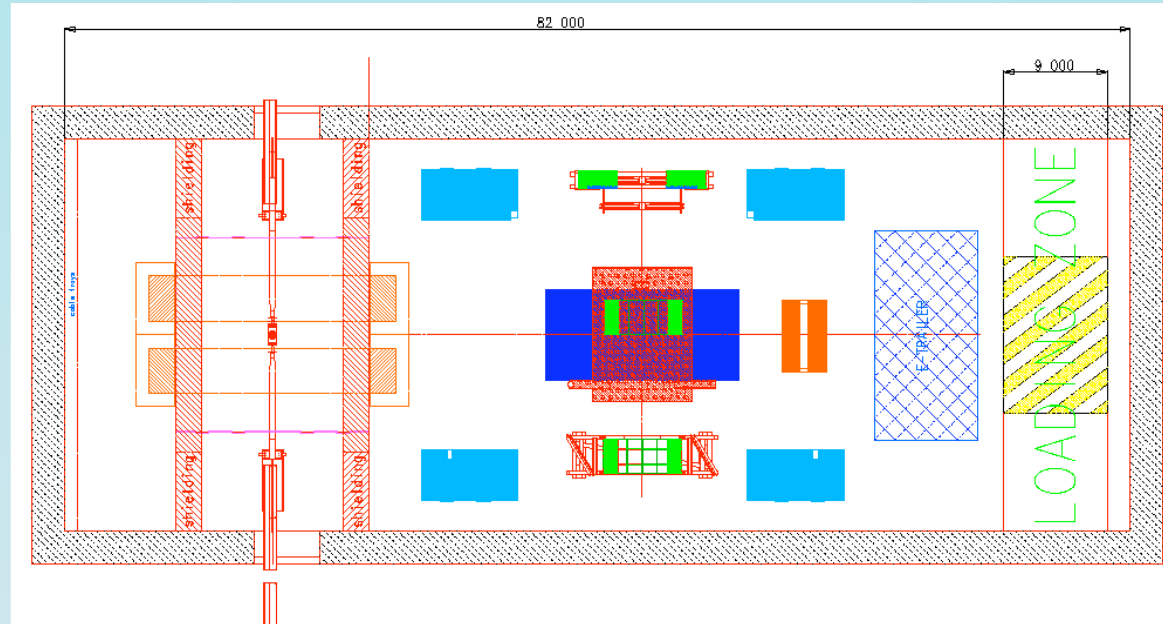 82 000
9 000
shielding
shielding
cable trays
E-TRAILER
LOADING ZONE
shielding
shielding